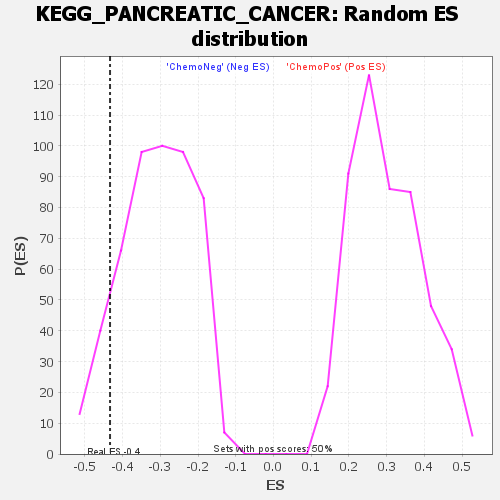 KEGG_PANCREATIC_CANCER: Random ES
distribution
'ChemoNeg' (Neg ES) 'ChemoPos' (Pos ES)
120
110
100
90
80
70
60
50
40
30
20
10
0
P(ES)
Real ES -0.4
Sets with pos scores: 50%
-0.5 -0.4 -0.3 -0.2 -0.1 0.0 0.1 0.2 0.3 0.4 0.5
ES